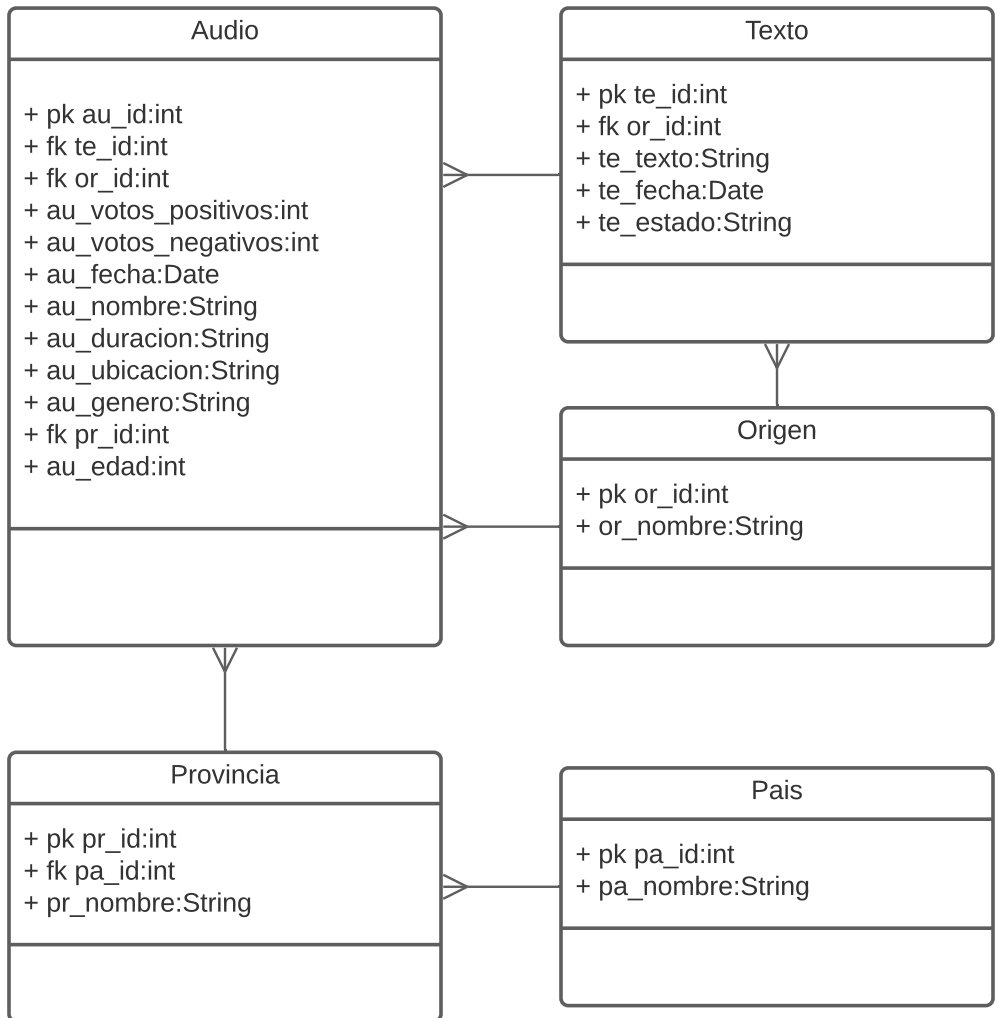 Audio
+ pk au_id:int
+ fk te_id:int
+ fk or_id:int
+ au_votos_positivos:int
+ au_votos_negativos:int
+ au_fecha:Date
+ au_nombre:String
+ au_duracion:String
+ au_ubicacion:String
+ au_genero:String
+ fk pr_id:int
+ au_edad:int
Texto
+ pk te_id:int
+ fk or_id:int
+ te_texto:String
+ te_fecha:Date
+ te_estado:String
Origen
+ pk or_id:int
+ or_nombre:String
Provincia
+ pk pr_id:int
+ fk pa_id:int
+ pr_nombre:String
Pais
+ pk pa_id:int
+ pa_nombre:String